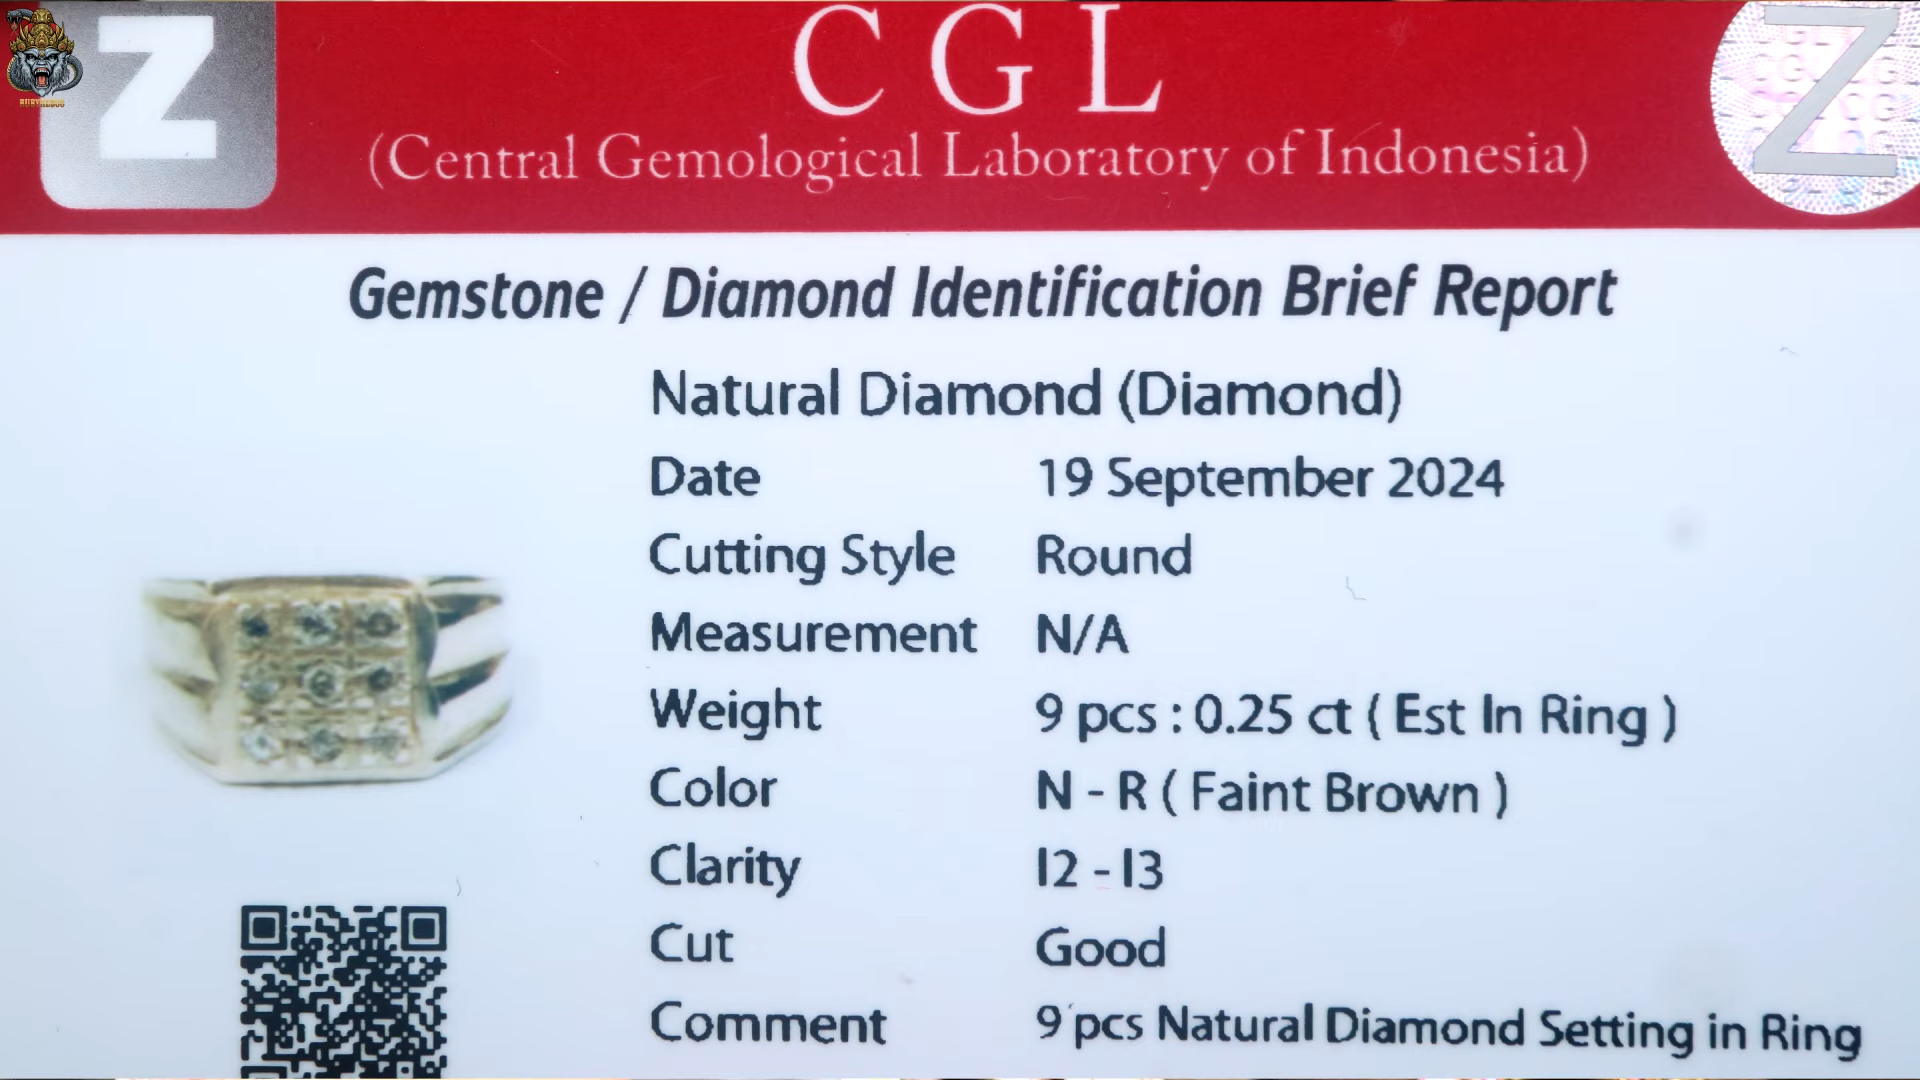 Z
CGL
(Central Gemological Laboratory of Indonesia)
Z
Gemstone / Diamond Identification Brief Report
Natural Diamond (Diamond)
Date 19 September 2024
Cutting Style Round
Measurement N/A
Weight 9 pcs : 0.25 ct ( Est In Ring )
Color N - R ( Faint Brown )
Clarity I2 - I3
Cut Good
Comment 9 pcs Natural Diamond Setting in Ring